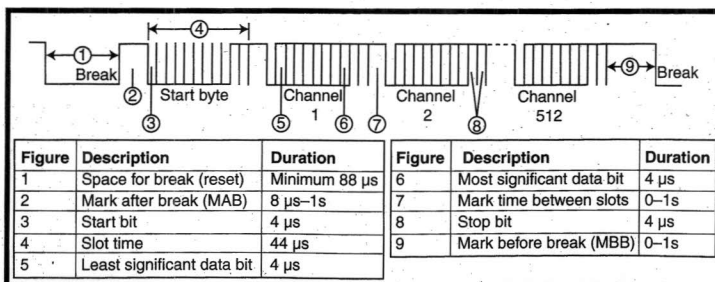 ① ④ ⑨
Break Start byte Channel Channel Channel Break
② 1 2 512
③ ⑤ ⑥ ⑦ ⑧
Figure Description Duration
1 Space for break (reset) Minimum 88 µs
2 Mark after break (MAB) 8 µs–1s
3 Start bit 4 µs
4 Slot time 44 µs
5 Least significant data bit 4 µs
Figure Description Duration
6 Most significant data bit 4 µs
7 Mark time between slots 0–1s
8 Stop bit 4 µs
9 Mark before break (MBB) 0–1s